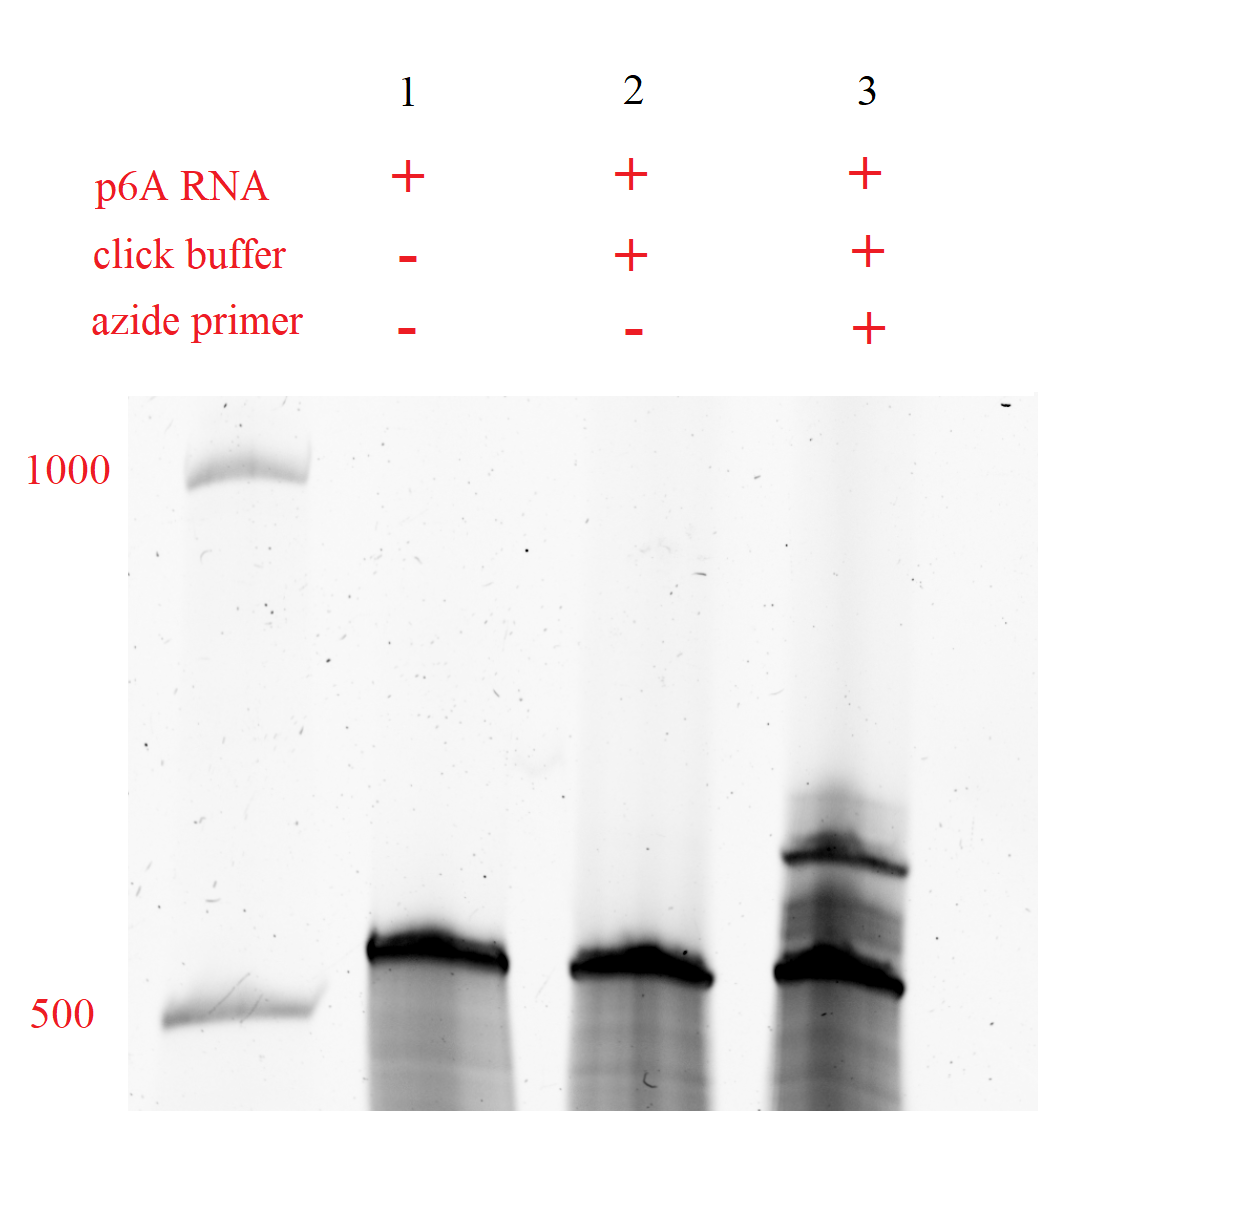 1 2 3
p6A RNA + + +
click buffer - + +
azide primer - - +
1000
500